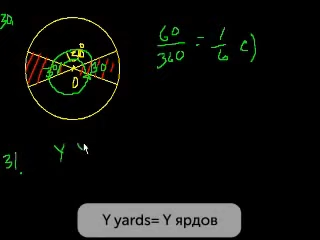 30.
60/360 = 1/6 c)
30 30
31. Y Y
Y yards= Y ярдов